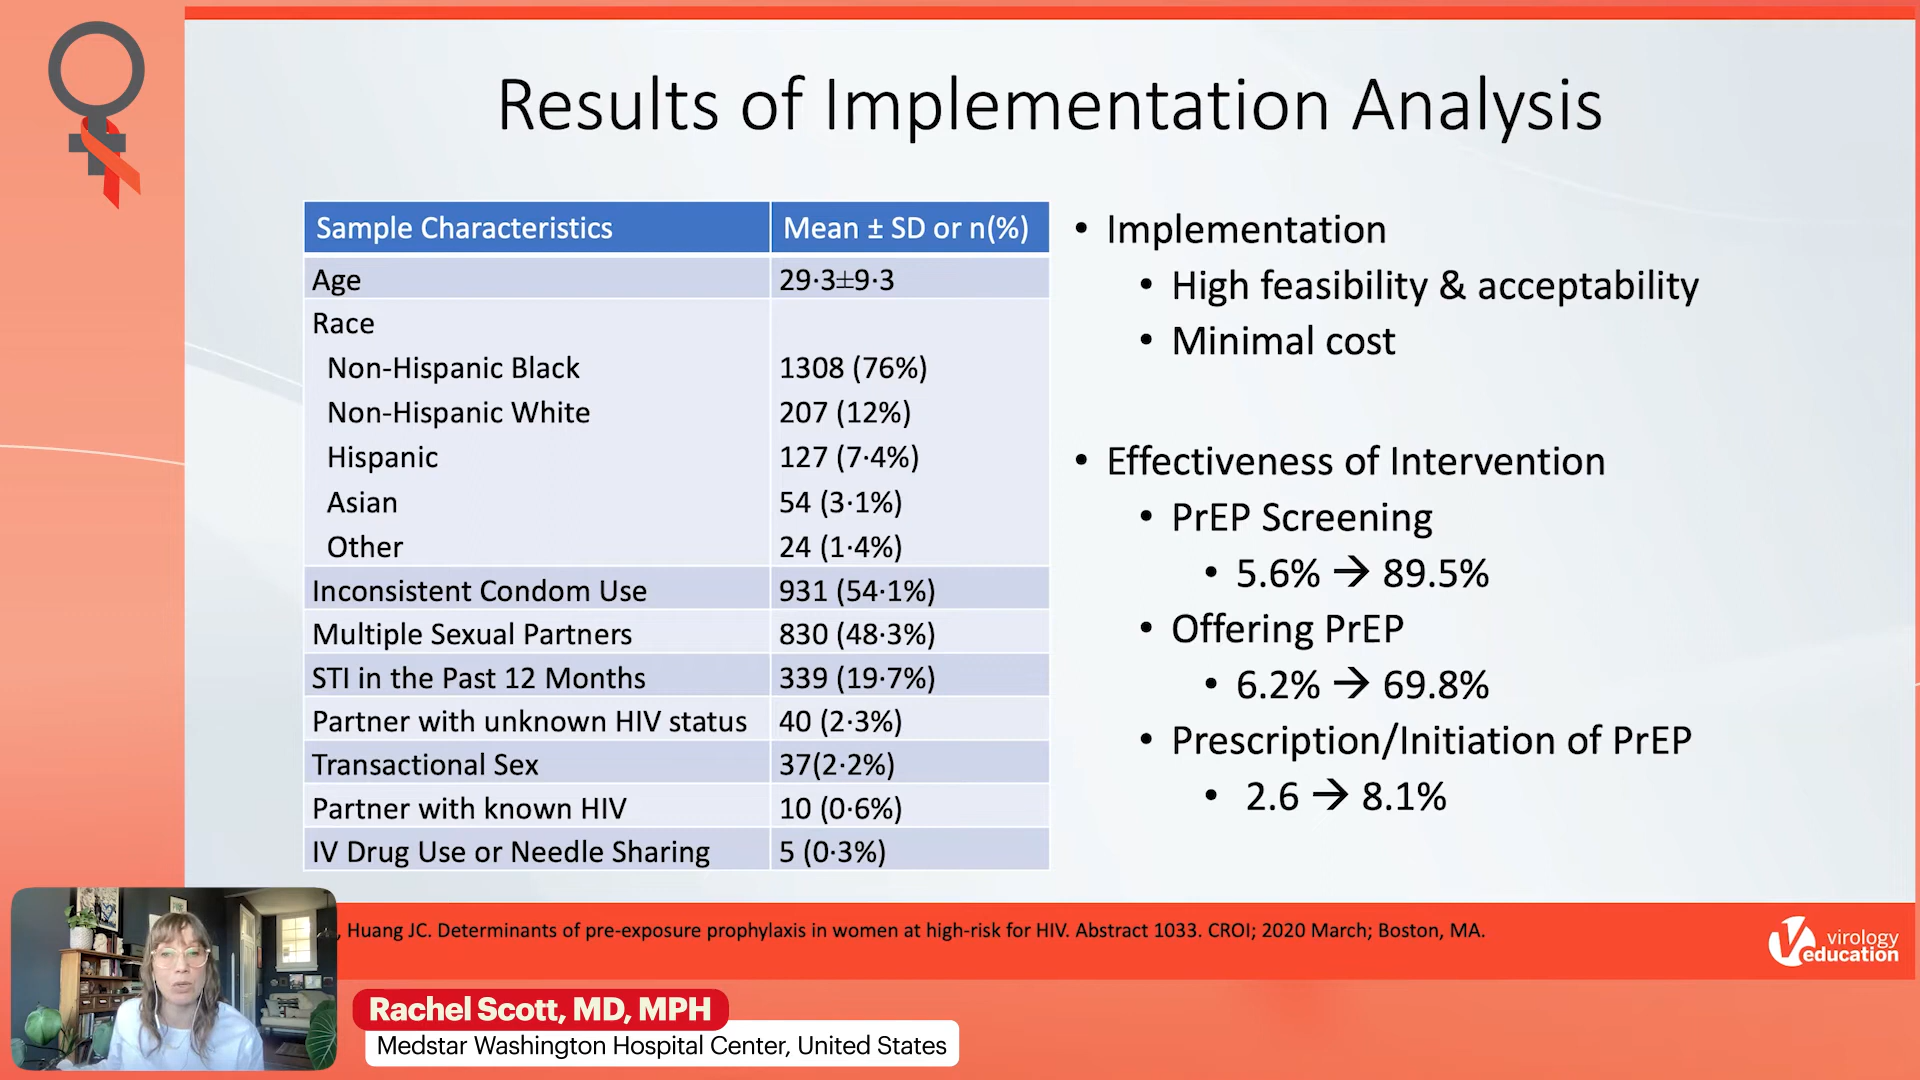 Results of Implementation Analysis
Sample Characteristics Mean ± SD or n(%)
Age 29·3±9·3
Race
Non-Hispanic Black 1308 (76%)
Non-Hispanic White 207 (12%)
Hispanic 127 (7·4%)
Asian 54 (3·1%)
Other 24 (1·4%)
Inconsistent Condom Use 931 (54·1%)
Multiple Sexual Partners 830 (48·3%)
STI in the Past 12 Months 339 (19·7%)
Partner with unknown HIV status 40 (2·3%)
Transactional Sex 37(2·2%)
Partner with known HIV 10 (0·6%)
IV Drug Use or Needle Sharing 5 (0·3%)
• Implementation
• High feasibility & acceptability
• Minimal cost
• Effectiveness of Intervention
• PrEP Screening
• 5.6% → 89.5%
• Offering PrEP
• 6.2% → 69.8%
• Prescription/Initiation of PrEP
• 2.6 → 8.1%
, Huang JC. Determinants of pre-exposure prophylaxis in women at high-risk for HIV. Abstract 1033. CROI; 2020 March; Boston, MA.
virology
education
Rachel Scott, MD, MPH
Medstar Washington Hospital Center, United States